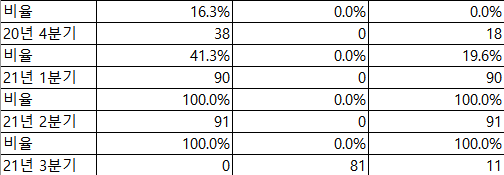 비율 16.3% 0.0% 0.0%
20년 4분기 38 0 18
비율 41.3% 0.0% 19.6%
21년 1분기 90 0 90
비율 100.0% 0.0% 100.0%
21년 2분기 91 0 91
비율 100.0% 0.0% 100.0%
21년 3분기 0 81 11